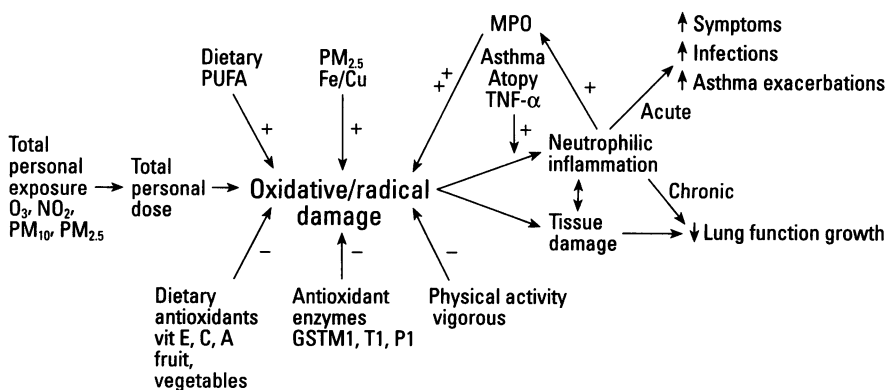 MPO
↑ Symptoms
↑ Infections
↑ Asthma exacerbations
Dietary
PUFA
PM2.5
Fe/Cu
Asthma
Atopy
TNF-α
+
+
++
+
+
Acute
Total
personal
exposure
O3, NO2,
PM10, PM2.5
Total
personal
dose
Oxidative/radical
damage
Neutrophilic
inflammation
Chronic
Tissue
damage
↓ Lung function growth
–
–
–
Dietary
antioxidants
vit E, C, A
fruit,
vegetables
Antioxidant
enzymes
GSTM1, T1, P1
Physical activity
vigorous